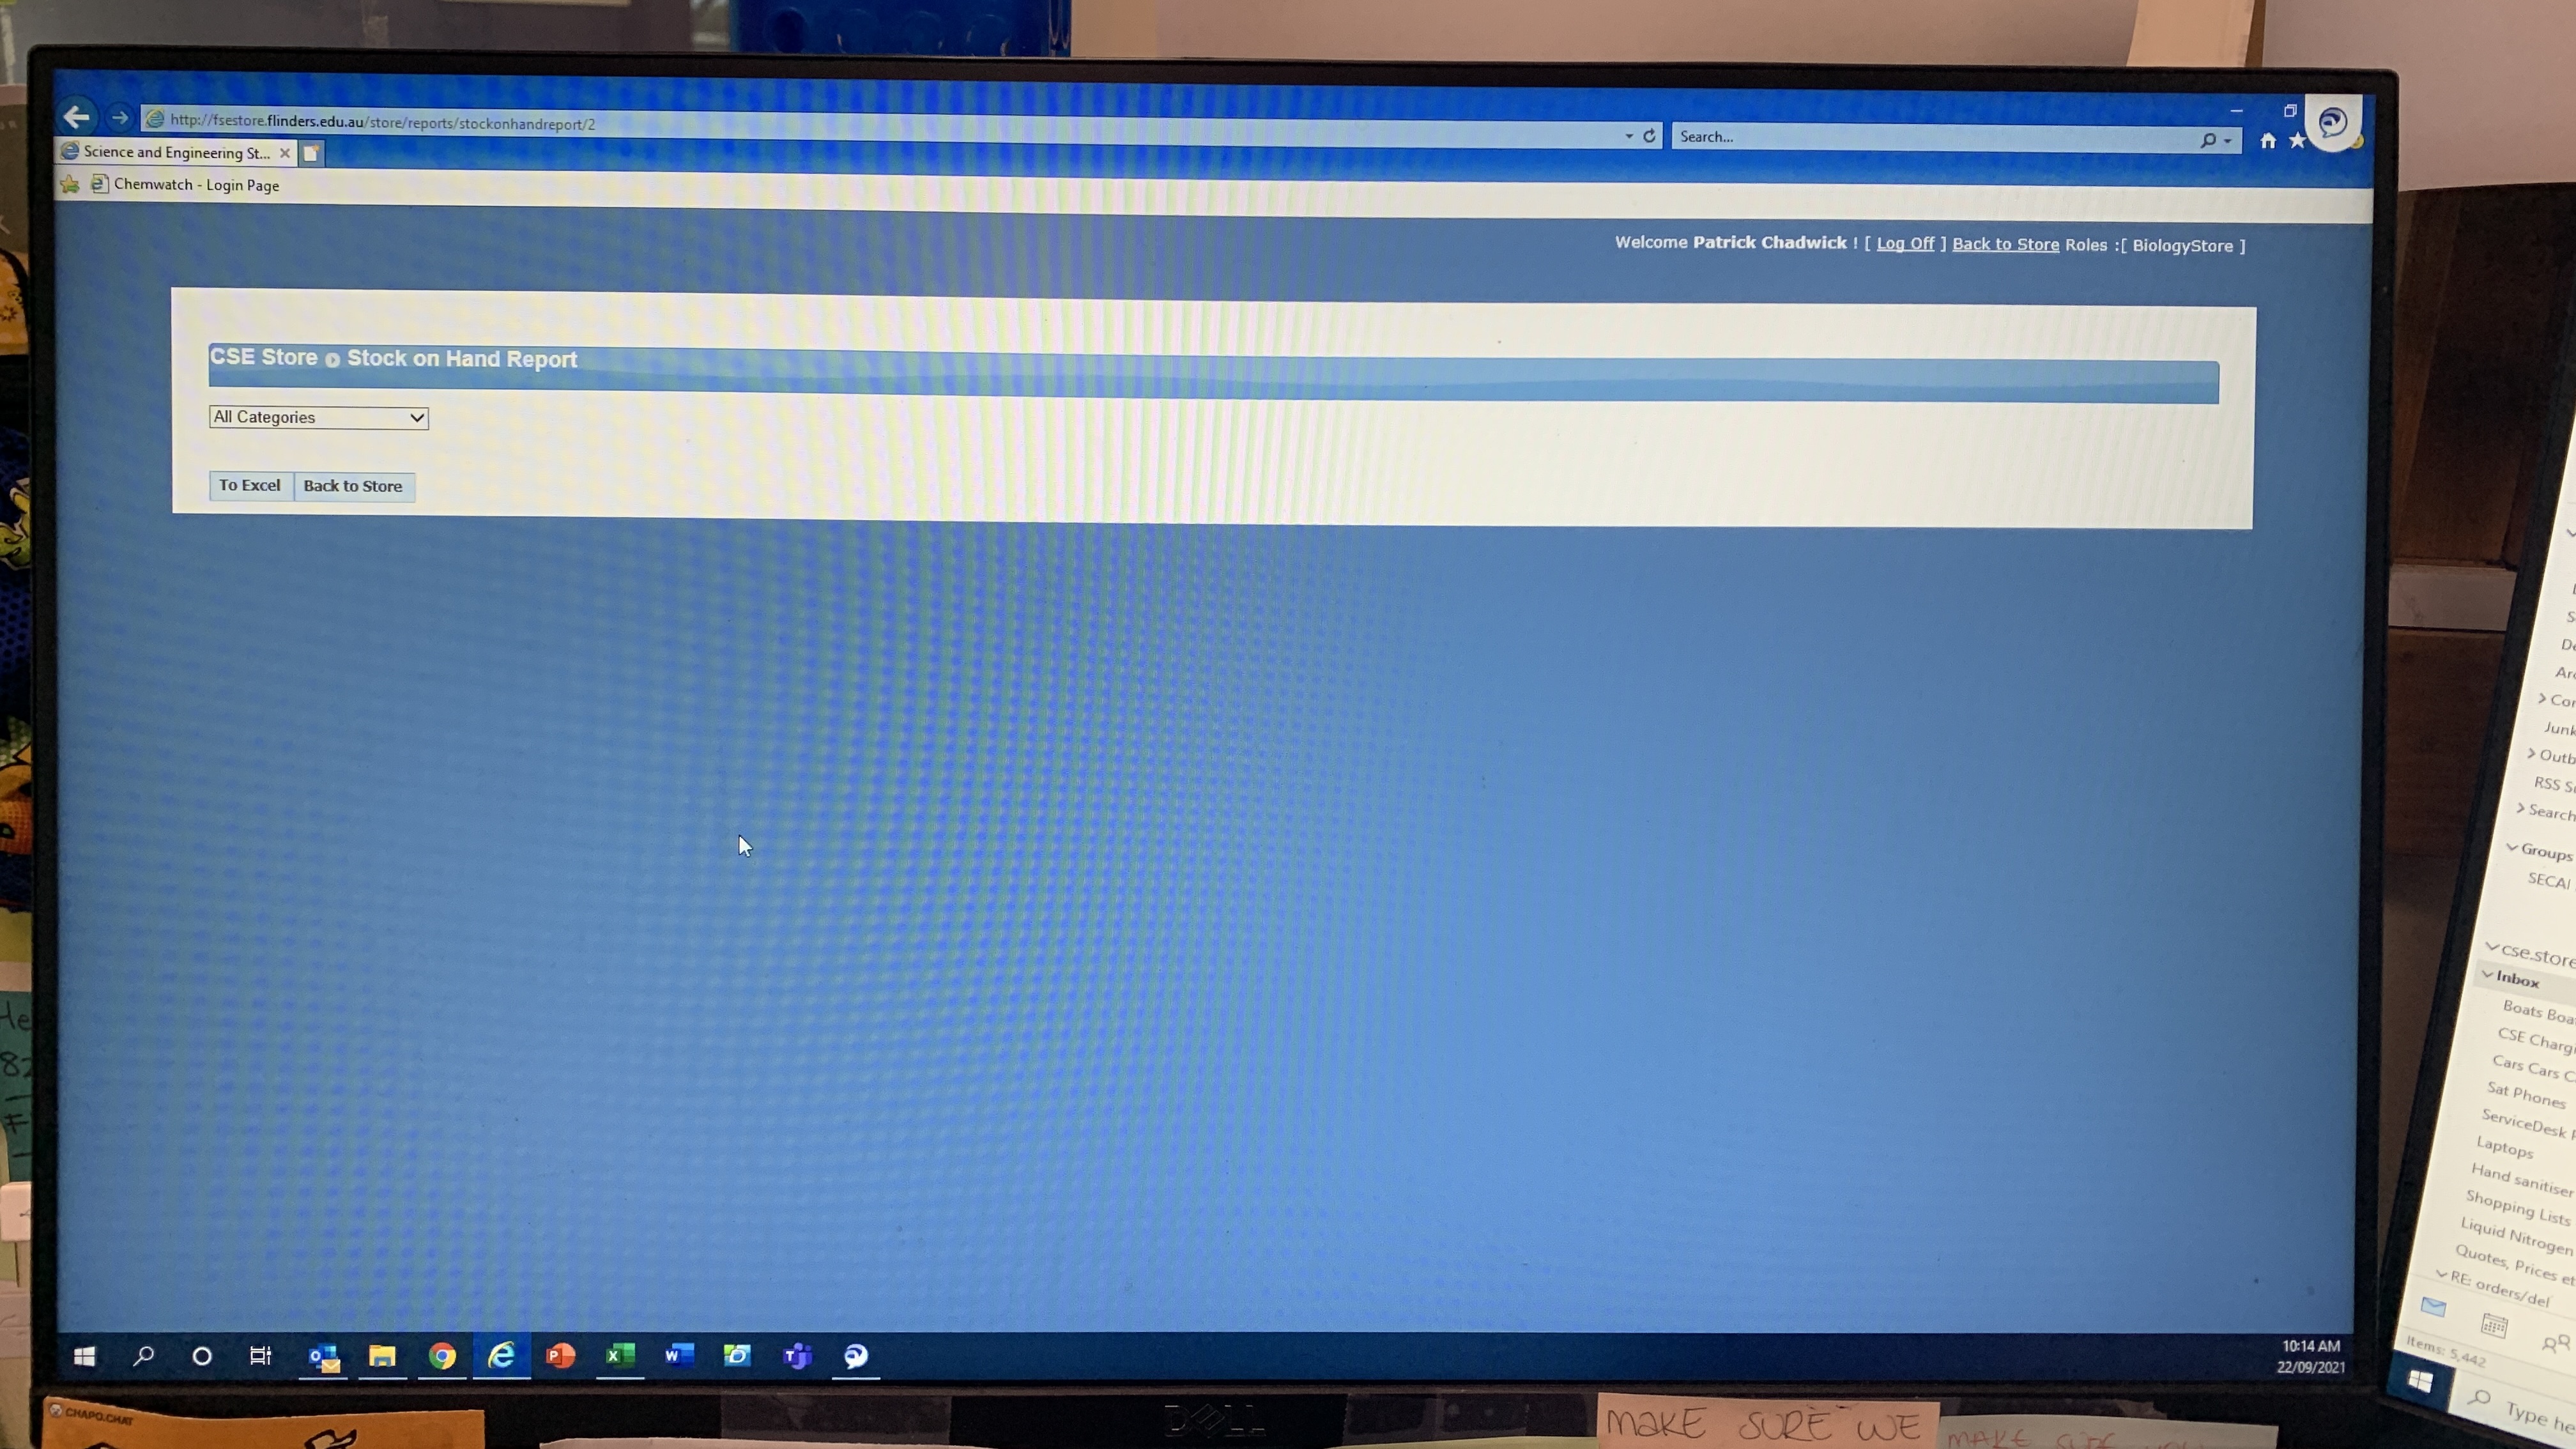 http://fsestore.flinders.edu.au/store/reports/stockonhandreport/2
Search...
Science and Engineering St...
Chemwatch - Login Page
Welcome Patrick Chadwick ! [ Log Off ] Back to Store Roles :[ BiologyStore ]
CSE Store Stock on Hand Report
All Categories
To Excel
Back to Store
10:14 AM
22/09/2021
DELL
CHAPO.CHAT
MAKE SURE WE
MAKE SURE
Junk
RSS
Search
Groups
SECAI
cse.store
Inbox
Boats
CSE
Cars Cars
Sat Phones
ServiceDesk
Laptops
Hand sanitiser
Shopping Lists
Liquid Nitrogen
Quotes, Prices
RE: orders/del
Items: 5,442
Type